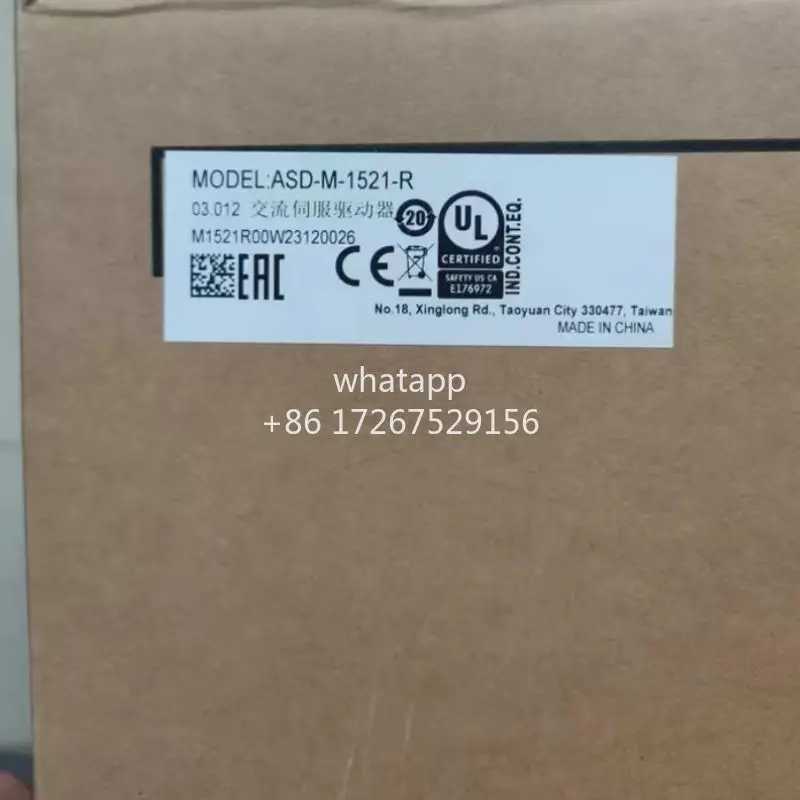 MODEL:ASD-M-1521-R
03.012 交流伺服驱动器
M1521R00W23120026
20
UL
®
CERTIFIED
SAFETY US CA
E176972
IND.CONT.EQ.
EAC
CE
No.18, Xinglong Rd., Taoyuan City 330477, Taiwan
MADE IN CHINA
whatapp
+86 17267529156